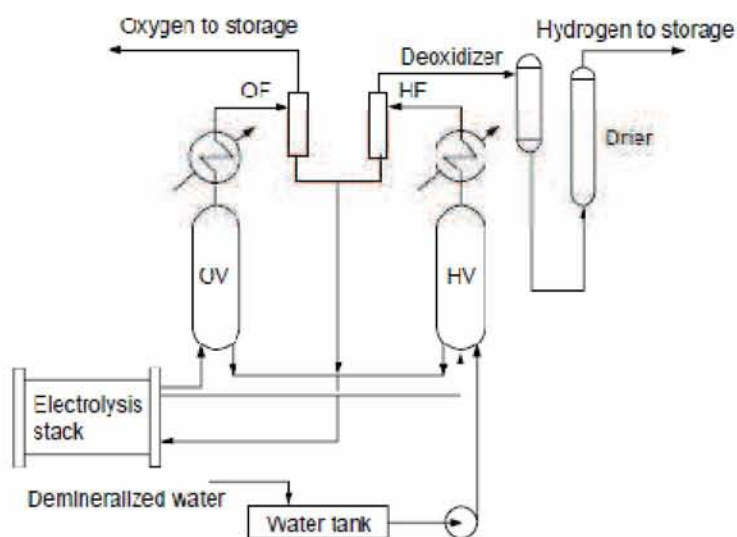 Oxygen to storage
Hydrogen to storage
Deoxidizer
OF
HF
Drier
OV
HV
Electrolysis
stack
Demineralized water
Water tank